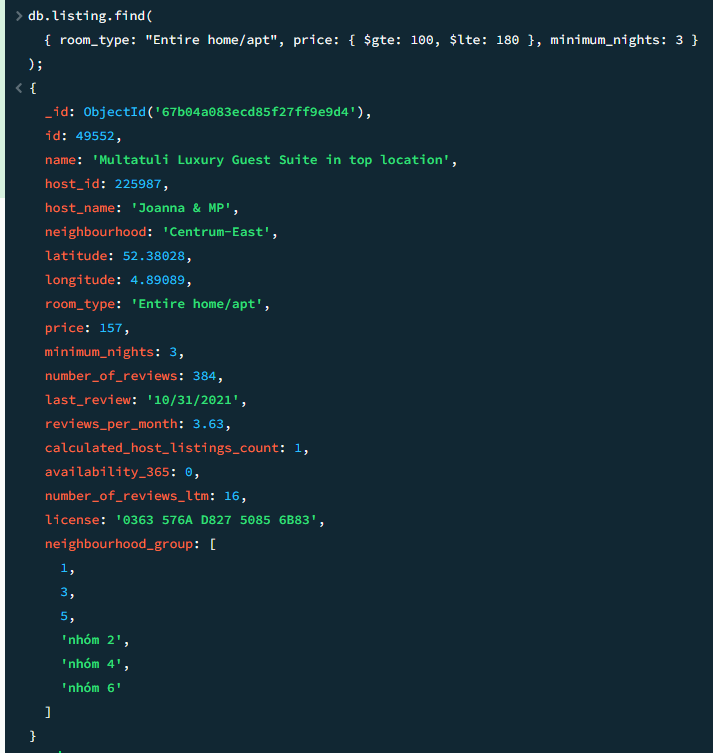 > db.listing.find(
{ room_type: "Entire home/apt", price: { $gte: 100, $lte: 180 }, minimum_nights: 3 }
);
< {
_id: ObjectId('67b04a083ecd85f27ff9e9d4'),
id: 49552,
name: 'Multatuli Luxury Guest Suite in top location',
host_id: 225987,
host_name: 'Joanna & MP',
neighbourhood: 'Centrum-East',
latitude: 52.38028,
longitude: 4.89089,
room_type: 'Entire home/apt',
price: 157,
minimum_nights: 3,
number_of_reviews: 384,
last_review: '10/31/2021',
reviews_per_month: 3.63,
calculated_host_listings_count: 1,
availability_365: 0,
number_of_reviews_ltm: 16,
license: '0363 576A D827 5085 6B83',
neighbourhood_group: [
1,
3,
5,
'nhóm 2',
'nhóm 4',
'nhóm 6'
]
}